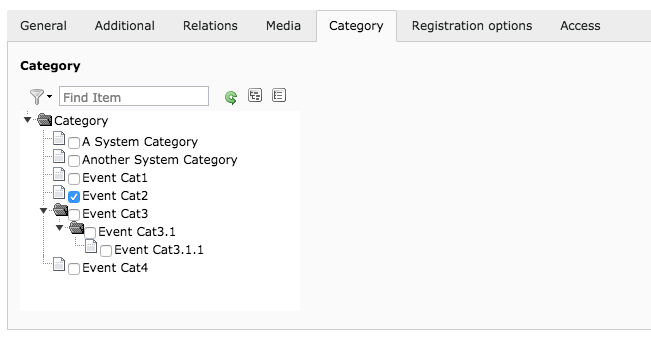 General Additional Relations Media Category Registration options Access
Category
Find Item
Category
A System Category
Another System Category
Event Cat1
Event Cat2
Event Cat3
Event Cat3.1
Event Cat3.1.1
Event Cat4